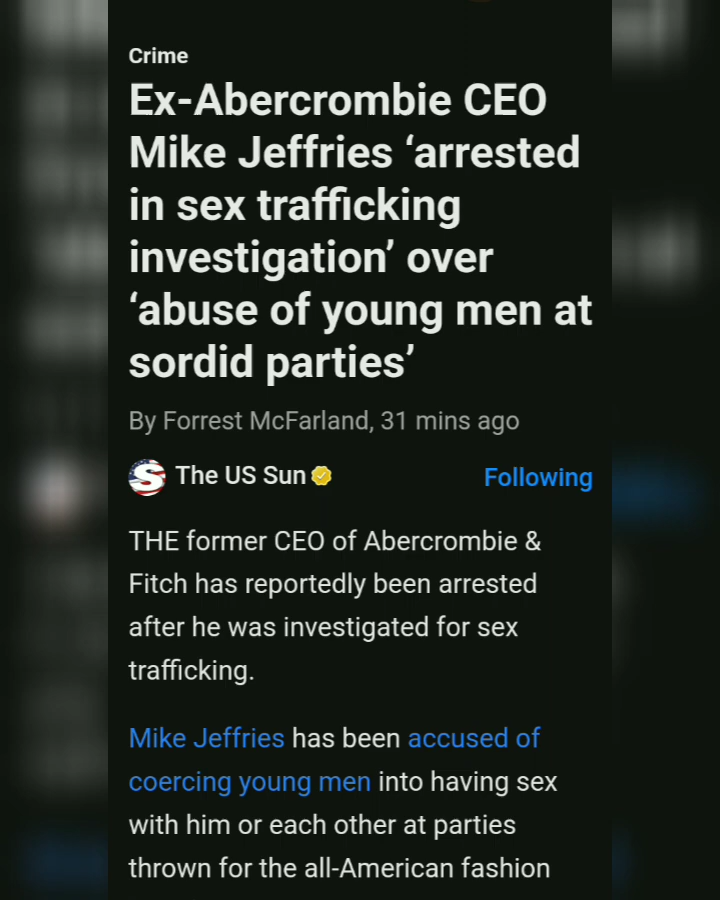 Crime
Ex-Abercrombie CEO
Mike Jeffries ‘arrested
in sex trafficking
investigation’ over
‘abuse of young men at
sordid parties’
By Forrest McFarland, 31 mins ago
S The US Sun Following
THE former CEO of Abercrombie &
Fitch has reportedly been arrested
after he was investigated for sex
trafficking.
Mike Jeffries has been accused of
coercing young men into having sex
with him or each other at parties
thrown for the all-American fashion